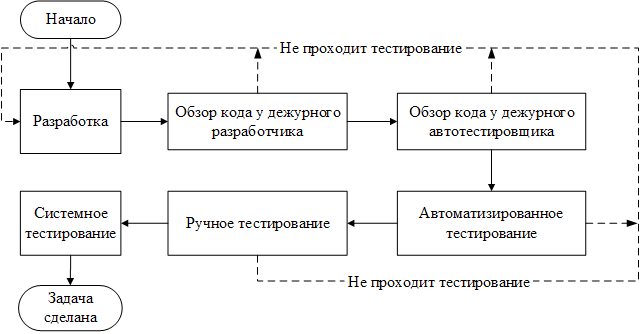 Начало
Не проходит тестирование
Разработка
Обзор кода у дежурного
разработчика
Обзор кода у дежурного
автотестировщика
Системное
тестирование
Ручное тестирование
Автоматизированное
тестирование
Не проходит тестирование
Задача
сделана